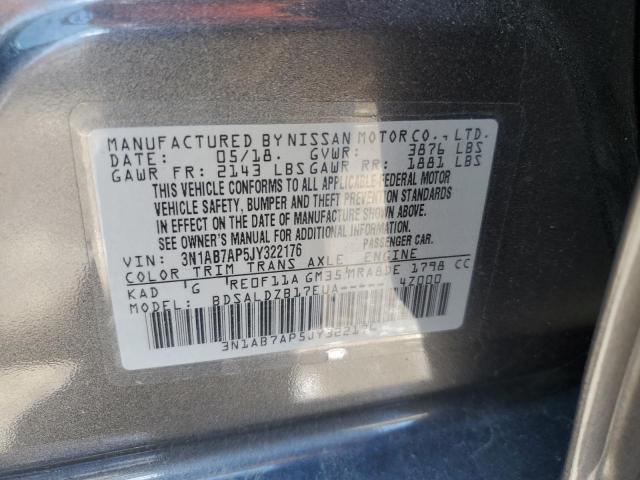 MANUFACTURED BY NISSAN MOTOR CO., LTD.
DATE: 05/18. GVWR: 3876 LBS
GAWR FR: 2143 LBS GAWR RR: 1881 LBS
THIS VEHICLE CONFORMS TO ALL APPLICABLE FEDERAL MOTOR
VEHICLE SAFETY, BUMPER AND THEFT PREVENTION STANDARDS
IN EFFECT ON THE DATE OF MANUFACTURE SHOWN ABOVE.
SEE OWNER'S MANUAL FOR ADDITIONAL INFORMATION.
VIN: 3N1AB7AP5JY322176 PASSENGER CAR.
COLOR TRIM TRANS AXLE ENGINE
KAD G RE0F11A GM35 MRA8DE 1798 CC
MODEL: BDSALDZB17EUA----- 4Z000
3N1AB7AP5JY322176